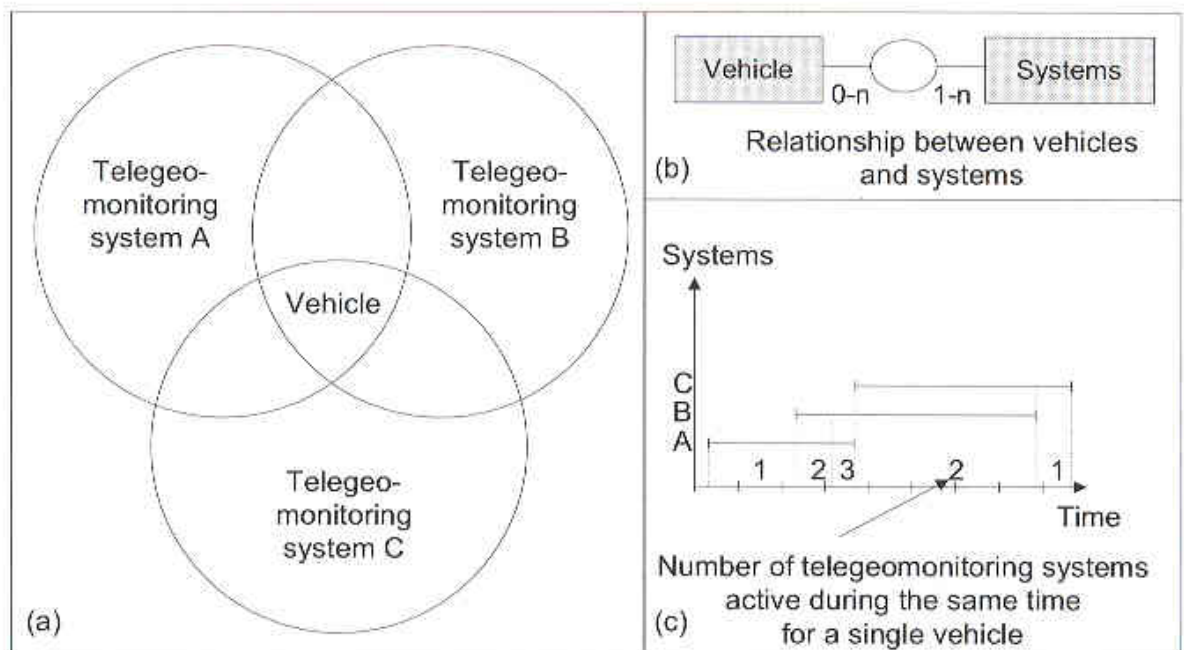 Telegeo-
monitoring
system A
Telegeo-
monitoring
system B
Vehicle
Telegeo-
monitoring
system C
(a)
Vehicle
0-n
1-n
Systems
Relationship between vehicles
and systems
(b)
Systems
C
B
A
1 2 3 2 1
Time
Number of telegeomonitoring systems
active during the same time
for a single vehicle
(c)